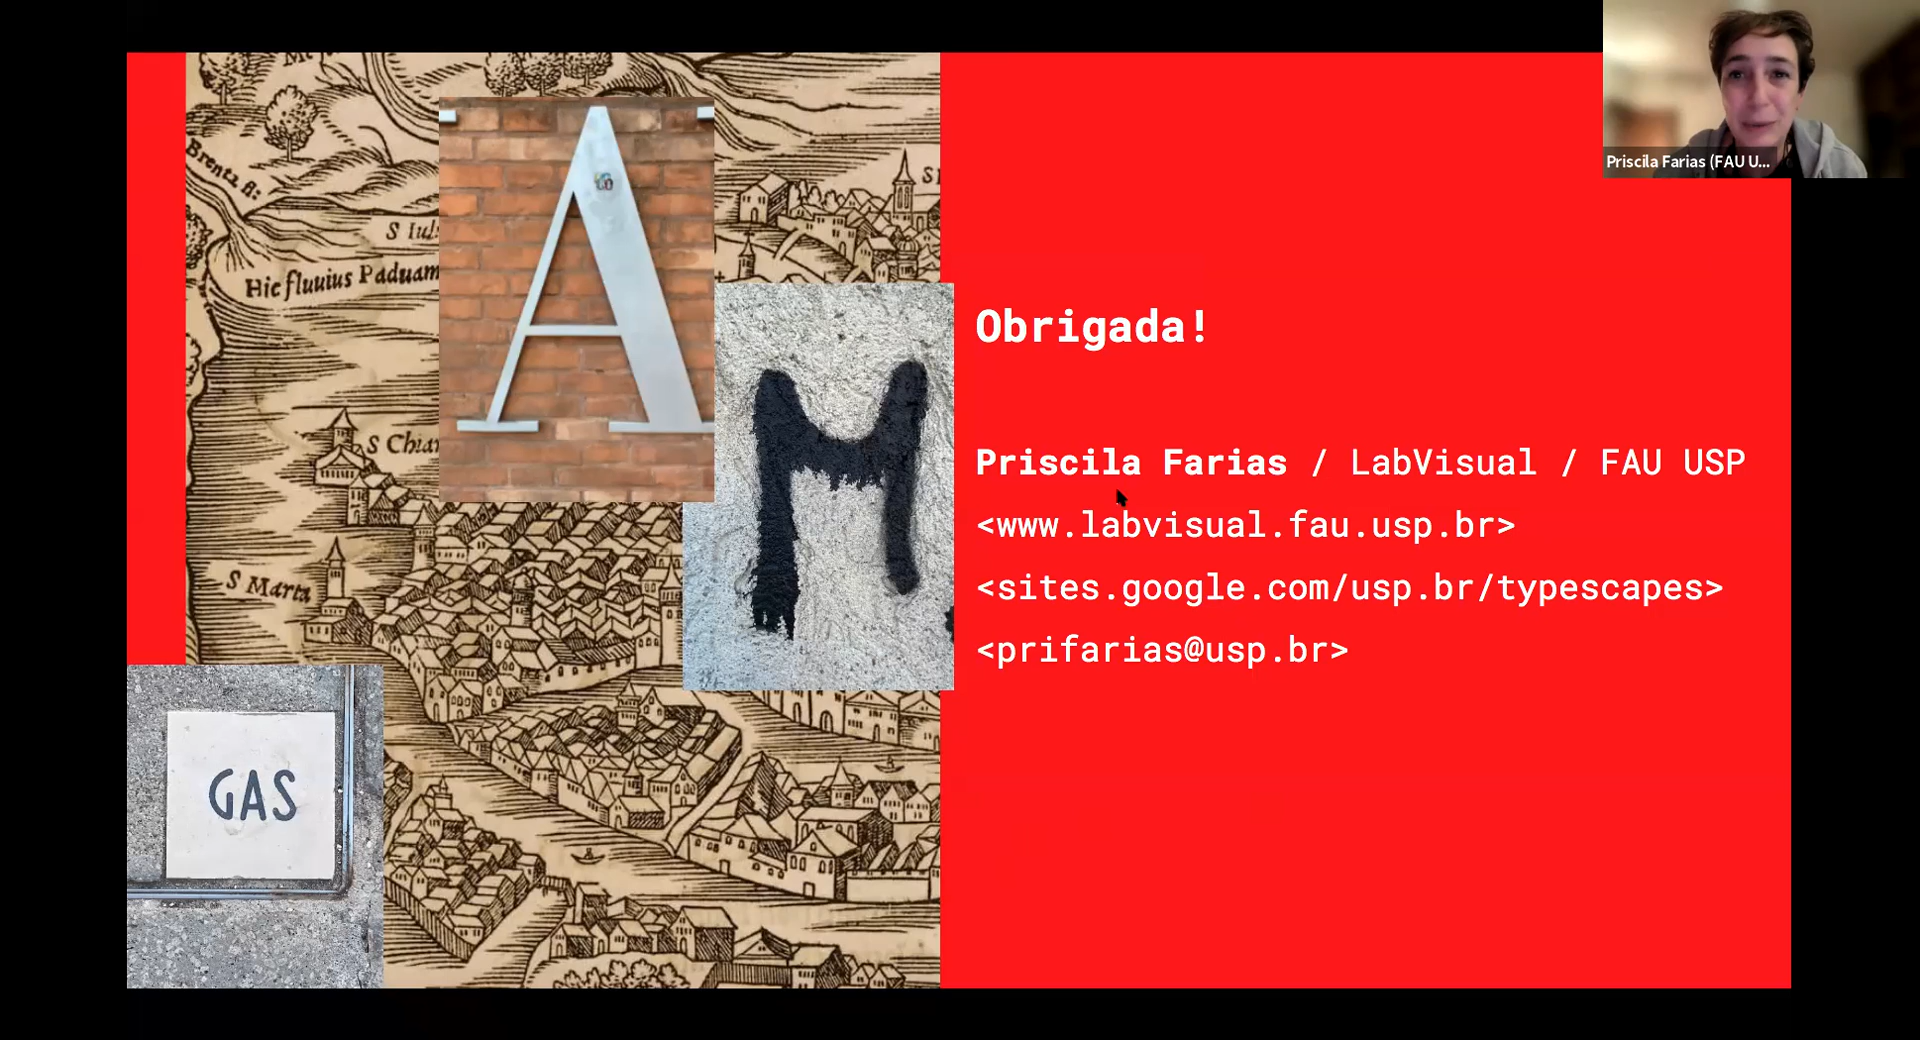 Priscila Farias (FAU U...
Brenta fl:
S Iul
Hic fluuius Paduam
S Chiar
S Marta
A
M
GAS
Obrigada!
Priscila Farias / LabVisual / FAU USP
<www.labvisual.fau.usp.br>
<sites.google.com/usp.br/typescapes>
<prifarias@usp.br>